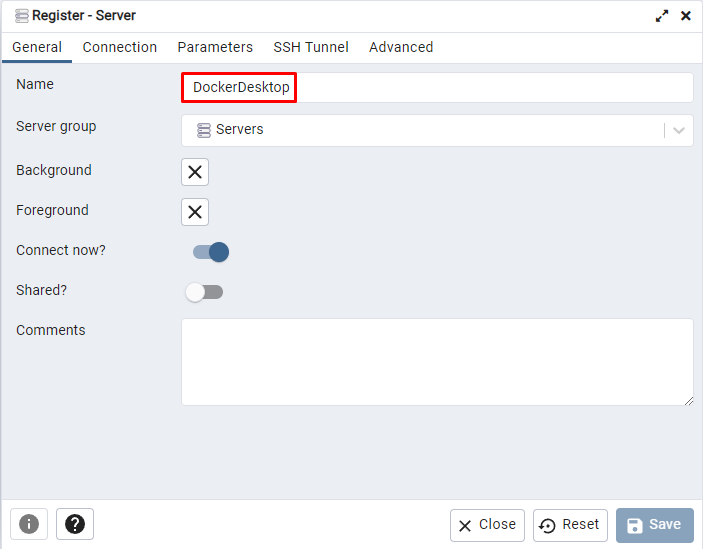 Register - Server
General Connection Parameters SSH Tunnel Advanced
Name DockerDesktop
Server group Servers
Background
Foreground
Connect now?
Shared?
Comments
Close Reset Save